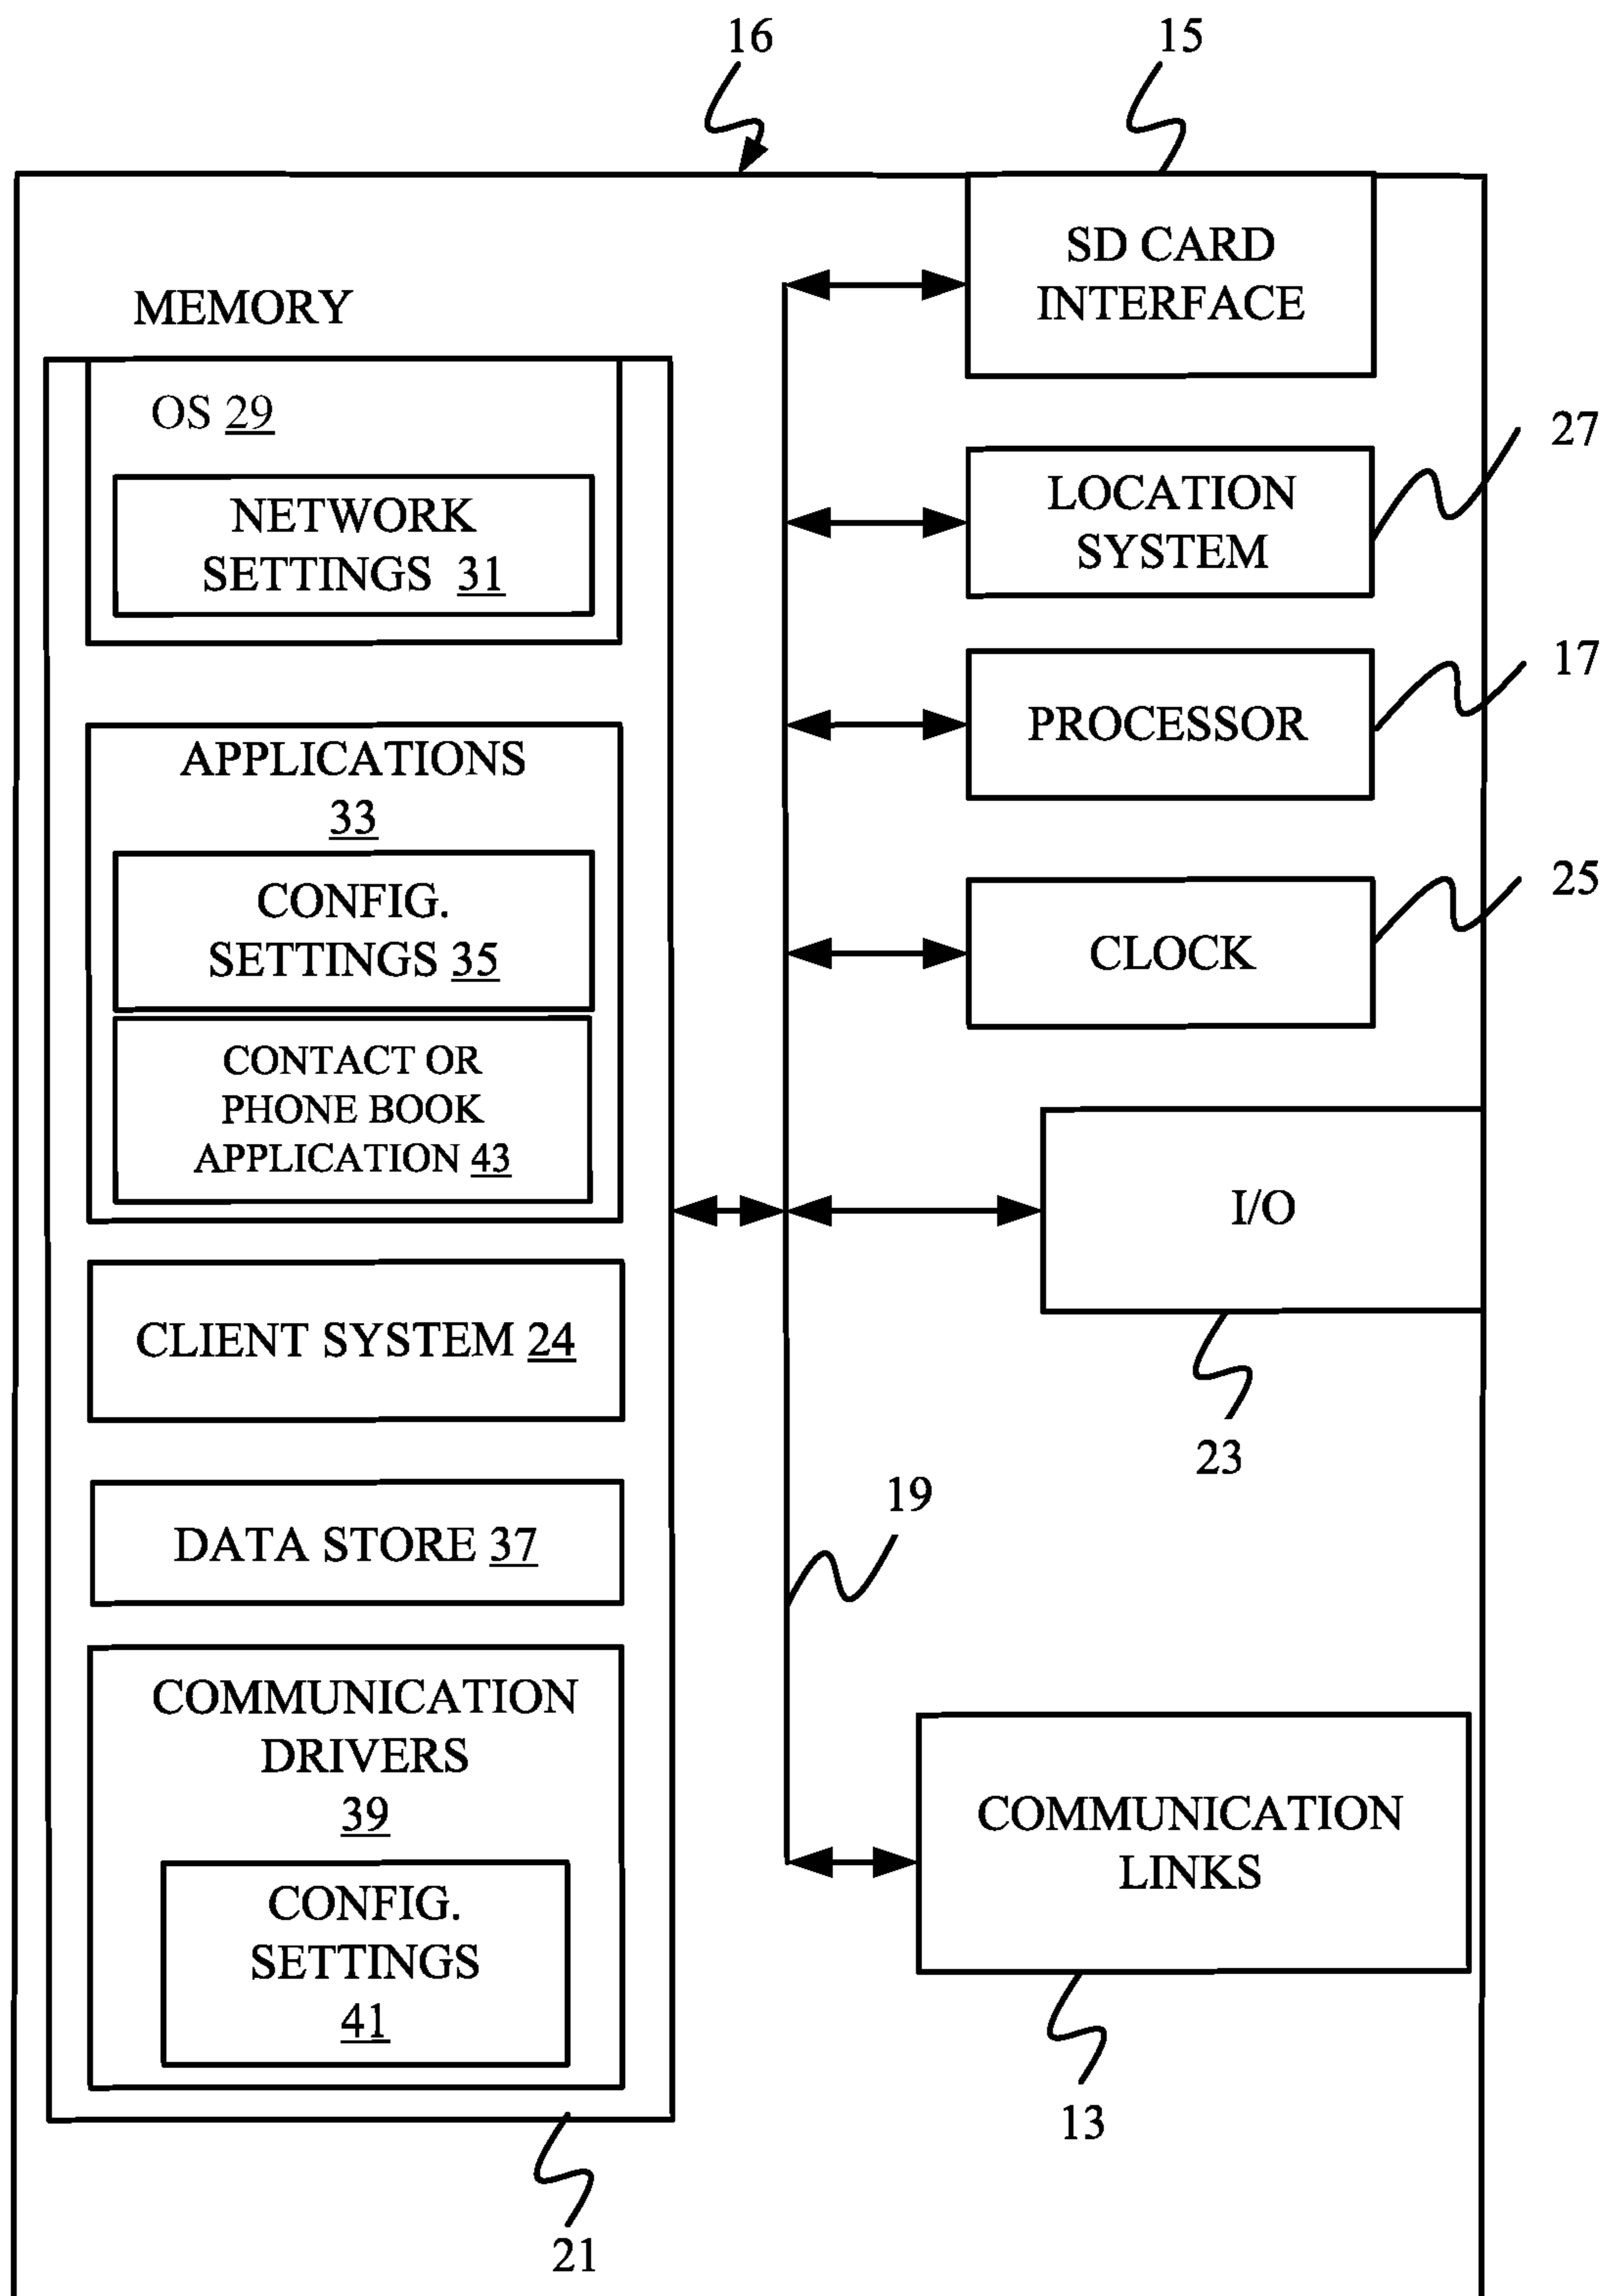 16
15
MEMORY
OS 29
NETWORK
SETTINGS 31
APPLICATIONS
33
CONFIG.
SETTINGS 35
CONTACT OR
PHONE BOOK
APPLICATION 43
CLIENT SYSTEM 24
DATA STORE 37
COMMUNICATION
DRIVERS
39
CONFIG.
SETTINGS
41
21
SD CARD
INTERFACE
LOCATION
SYSTEM
27
PROCESSOR
17
CLOCK
25
I/O
23
19
COMMUNICATION
LINKS
13